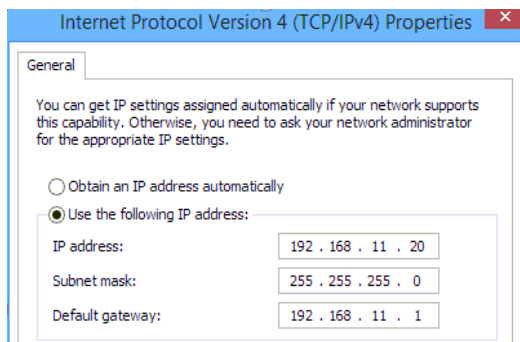 Internet Protocol Version 4 (TCP/IPv4) Properties
General
You can get IP settings assigned automatically if your network supports
this capability. Otherwise, you need to ask your network administrator
for the appropriate IP settings.
Obtain an IP address automatically
Use the following IP address:
IP address: 192 . 168 . 11 . 20
Subnet mask: 255 . 255 . 255 . 0
Default gateway: 192 . 168 . 11 . 1